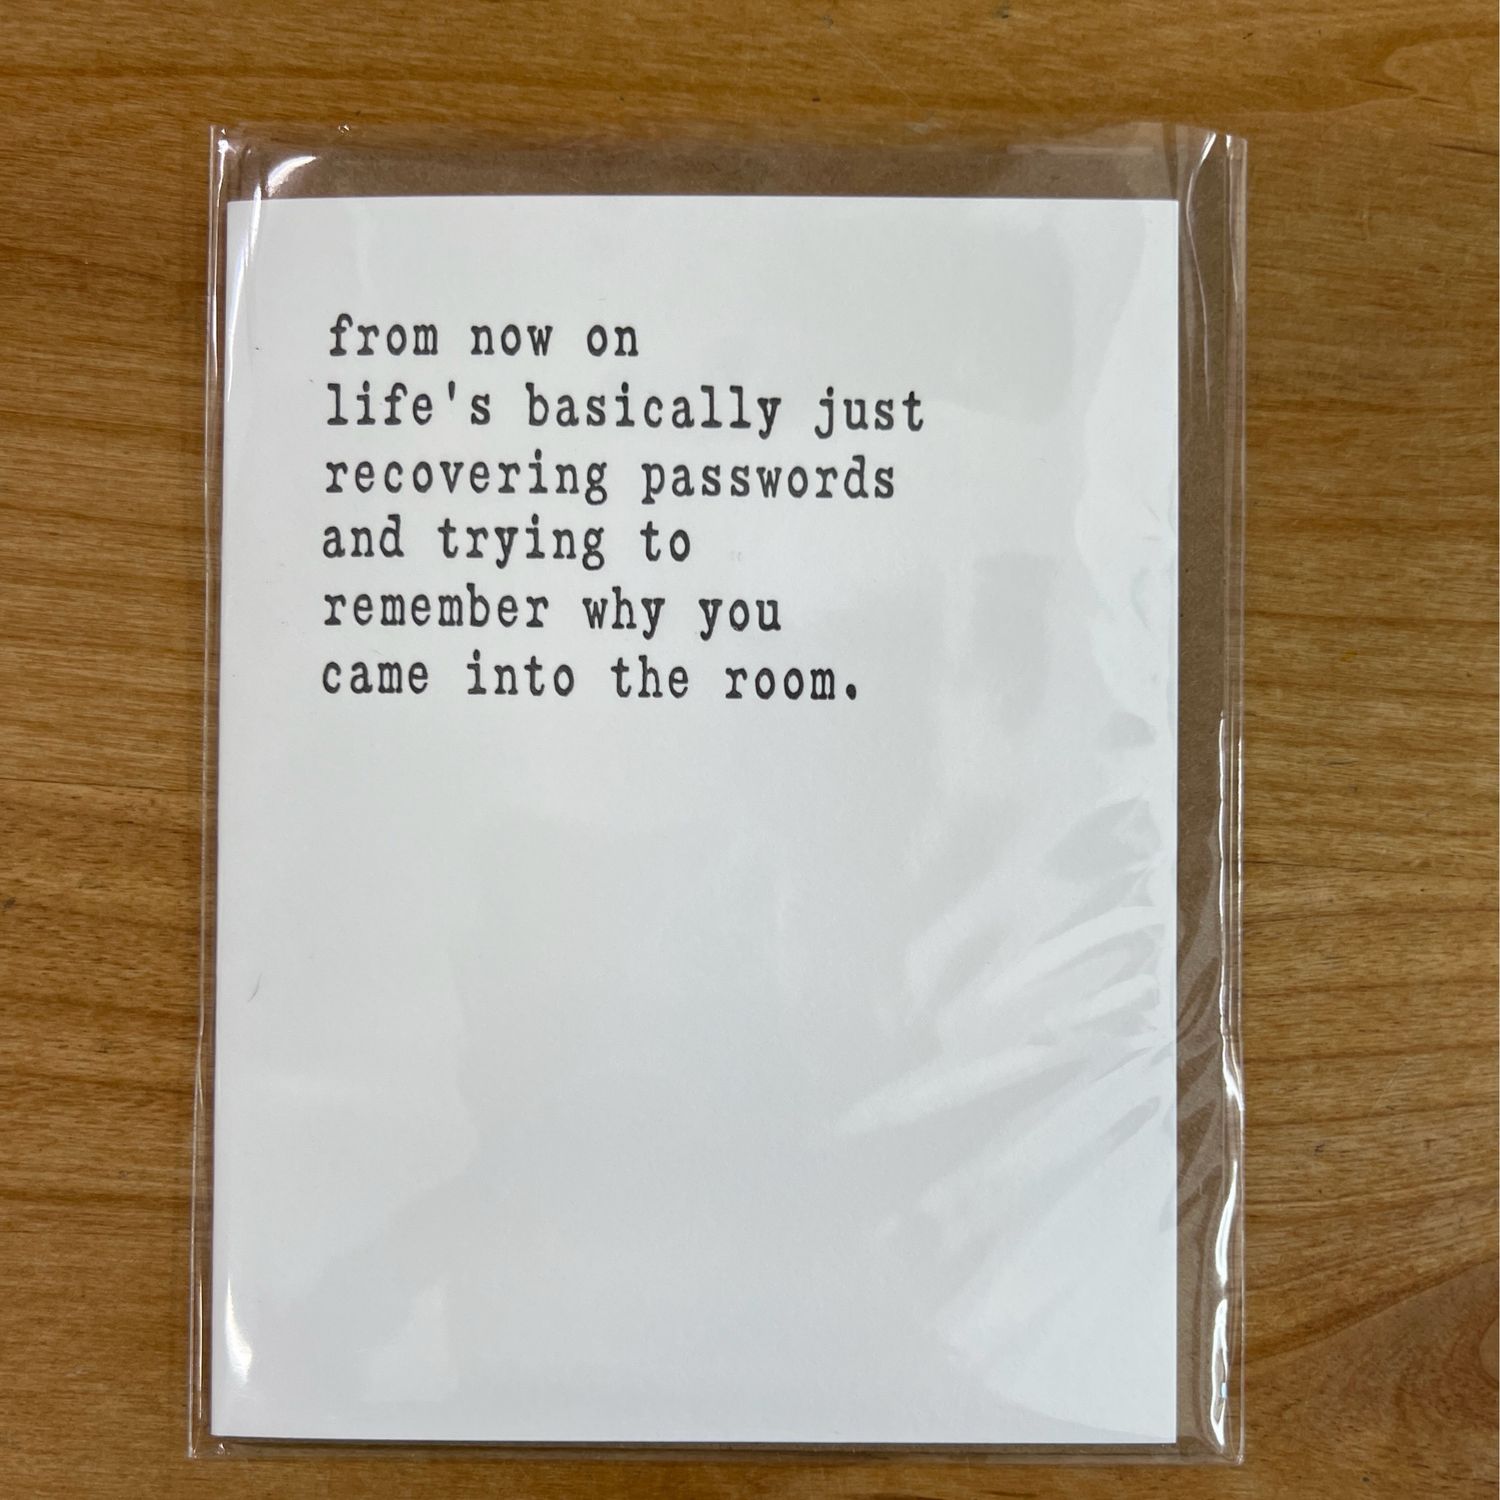 from now on
life's basically just
recovering passwords
and trying to
remember why you
came into the room.